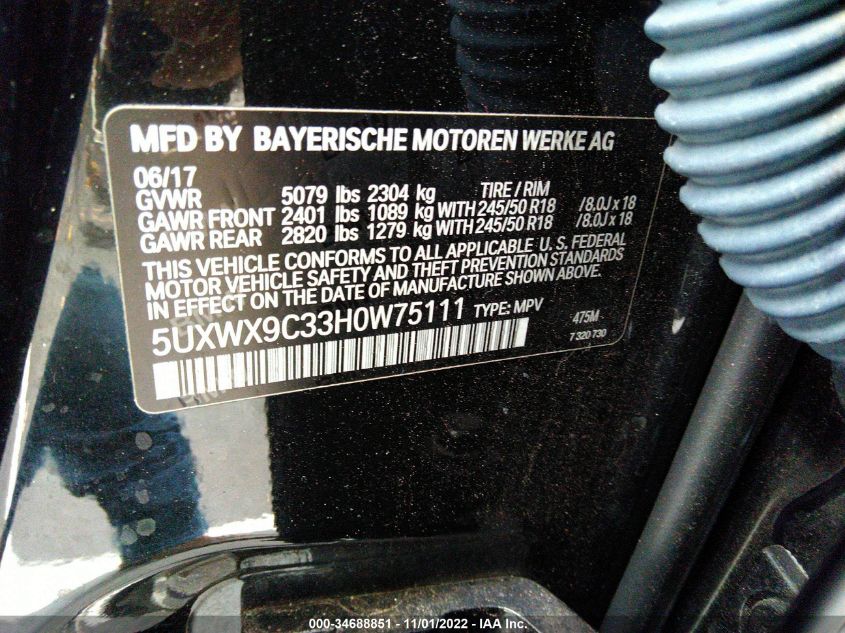 MFD BY BAYERISCHE MOTOREN WERKE AG
06/17 TIRE / RIM
GVWR 5079 lbs 2304 kg
GAWR FRONT 2401 lbs 1089 kg WITH 245/50 R18 /8.0J x 18
GAWR REAR 2820 lbs 1279 kg WITH 245/50 R18 /8.0J x 18
THIS VEHICLE CONFORMS TO ALL APPLICABLE U. S. FEDERAL
MOTOR VEHICLE SAFETY AND THEFT PREVENTION STANDARDS
IN EFFECT ON THE DATE OF MANUFACTURE SHOWN ABOVE.
5UXWX9C33H0W75111 TYPE: MPV 475M
7 320 730
000-34688851 - 11/01/2022 - IAA Inc.